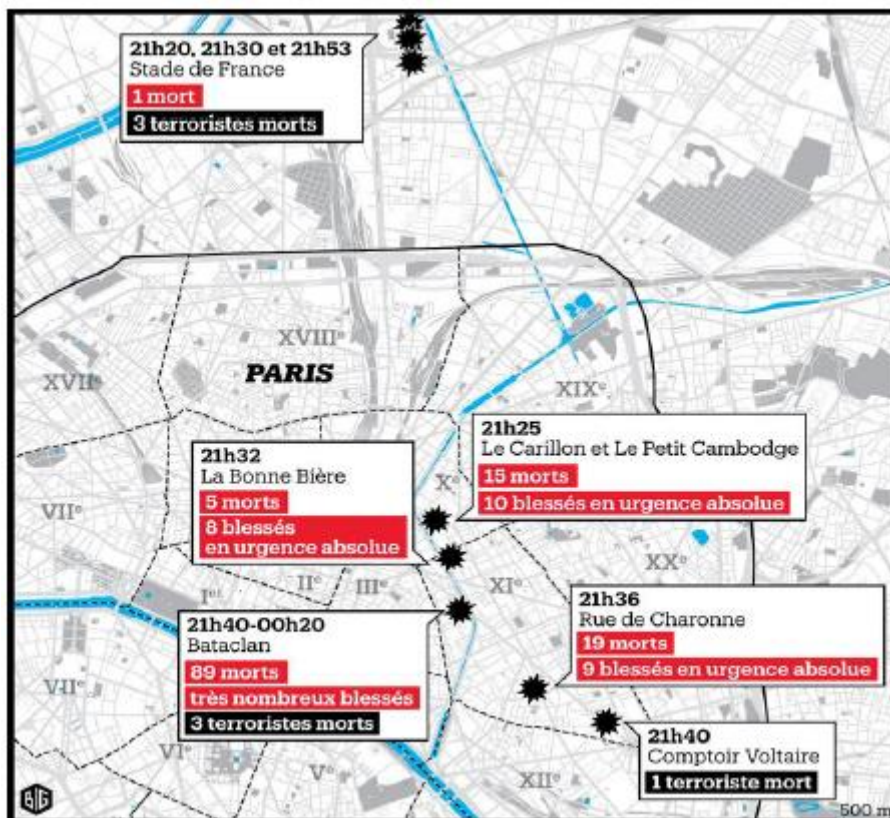 21h20, 21h30 et 21h53
Stade de France
1 mort
3 terroristes morts
XVIIIe
PARIS
XVIIe
XIXe
21h25
Le Carillon et Le Petit Cambodge
15 morts
10 blessés en urgence absolue
21h32
La Bonne Bière
5 morts
8 blessés
en urgence absolue
Xe
VIIe
Ier
IIe
IIIe
XIe
XXe
21h36
Rue de Charonne
19 morts
9 blessés en urgence absolue
21h40-00h20
Bataclan
89 morts
très nombreux blessés
3 terroristes morts
VIIe
21h40
Comptoir Voltaire
1 terroriste mort
VIe
Ve
XIIe
500 m